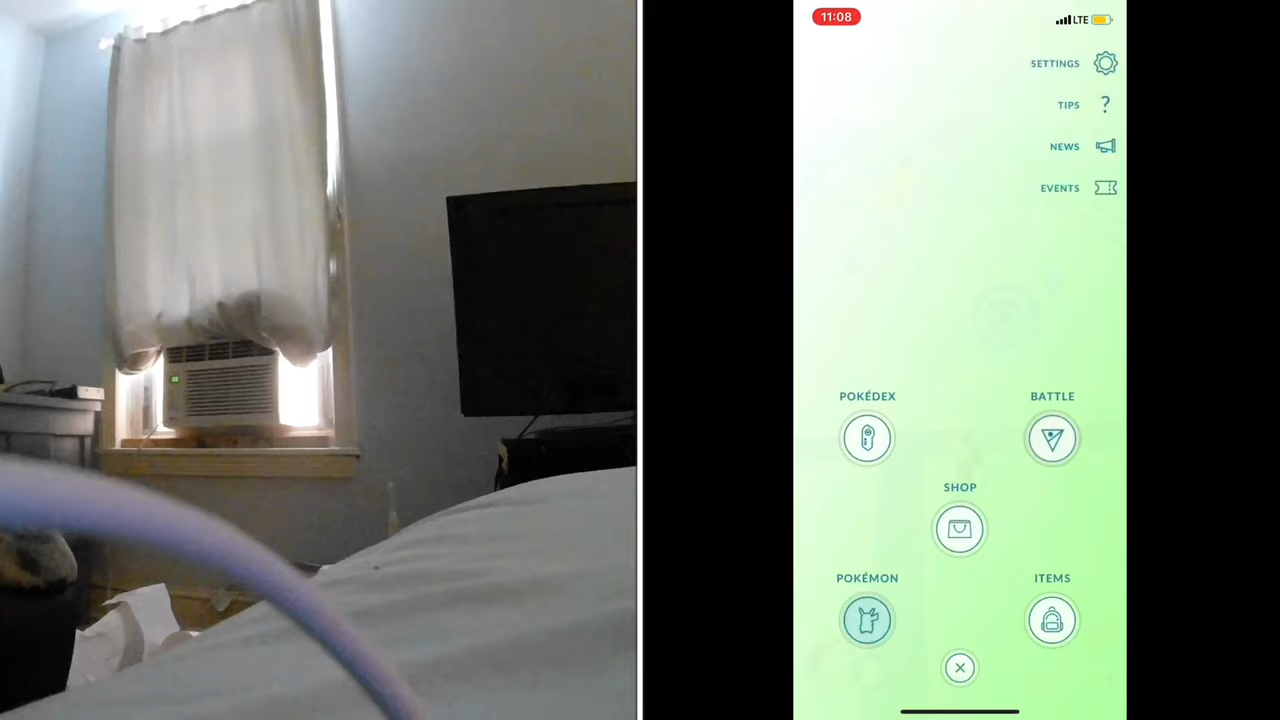 11:08
LTE
SETTINGS
TIPS
?
NEWS
EVENTS
POKÉDEX
BATTLE
SHOP
POKÉMON
ITEMS